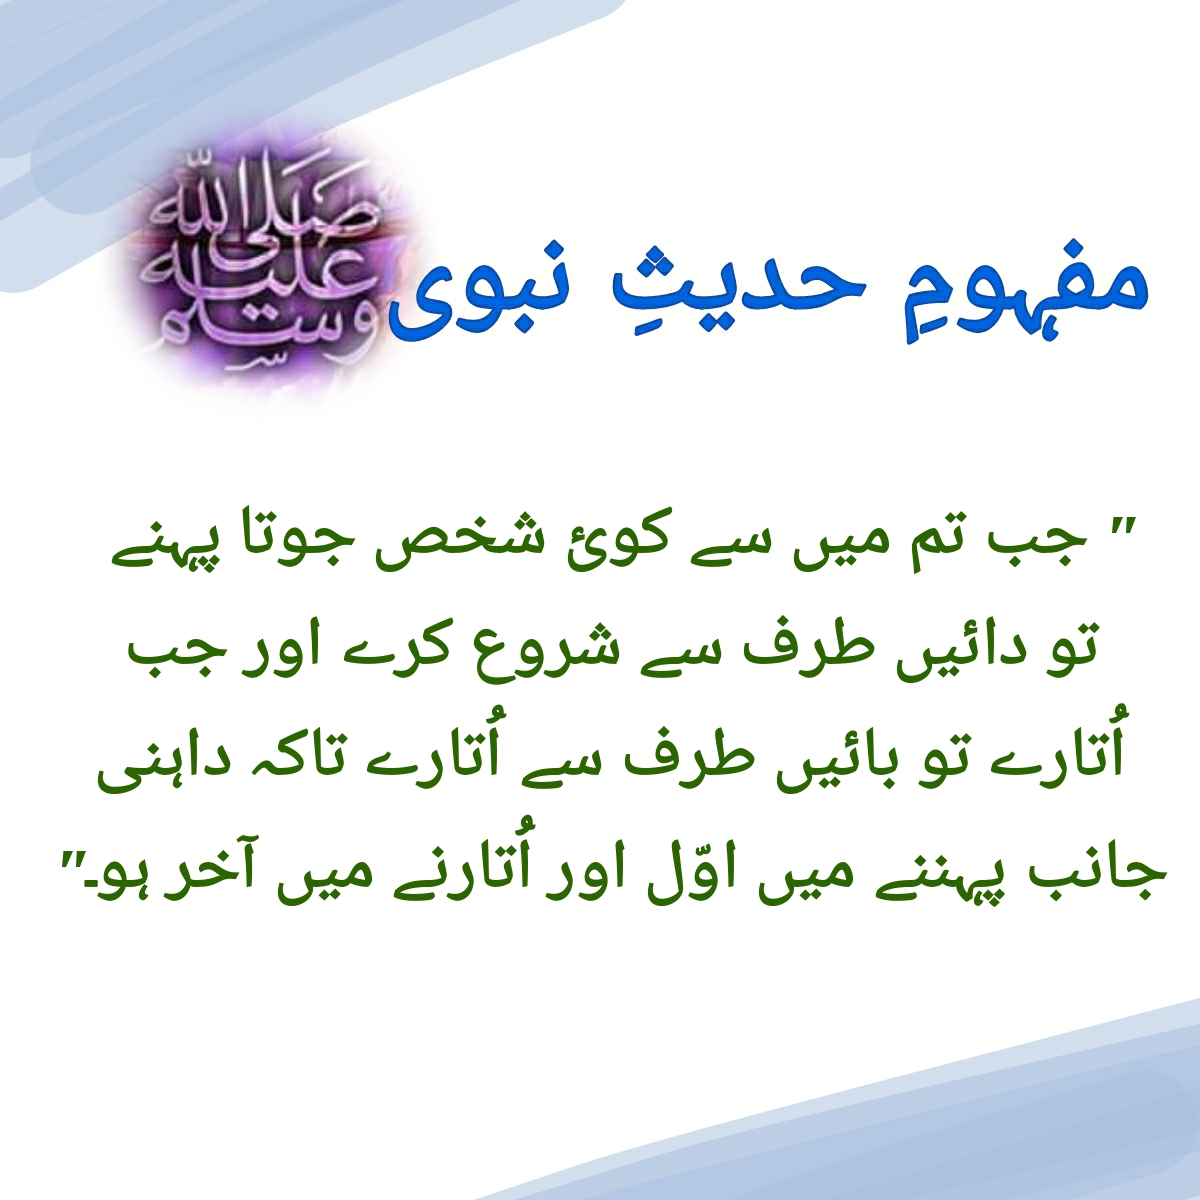 مفہومِ حدیثِ نبوی صَلَی اللّٰہ علیہ وسلم
" جب تم میں سے کوئ شخص جوتا پہنے
تو دائیں طرف سے شروع کرے اور جب
اُتارے تو بائیں طرف سے اُتارے تاکہ داہنی
جانب پہننے میں اوّل اور اُتارنے میں آخر ہو۔"